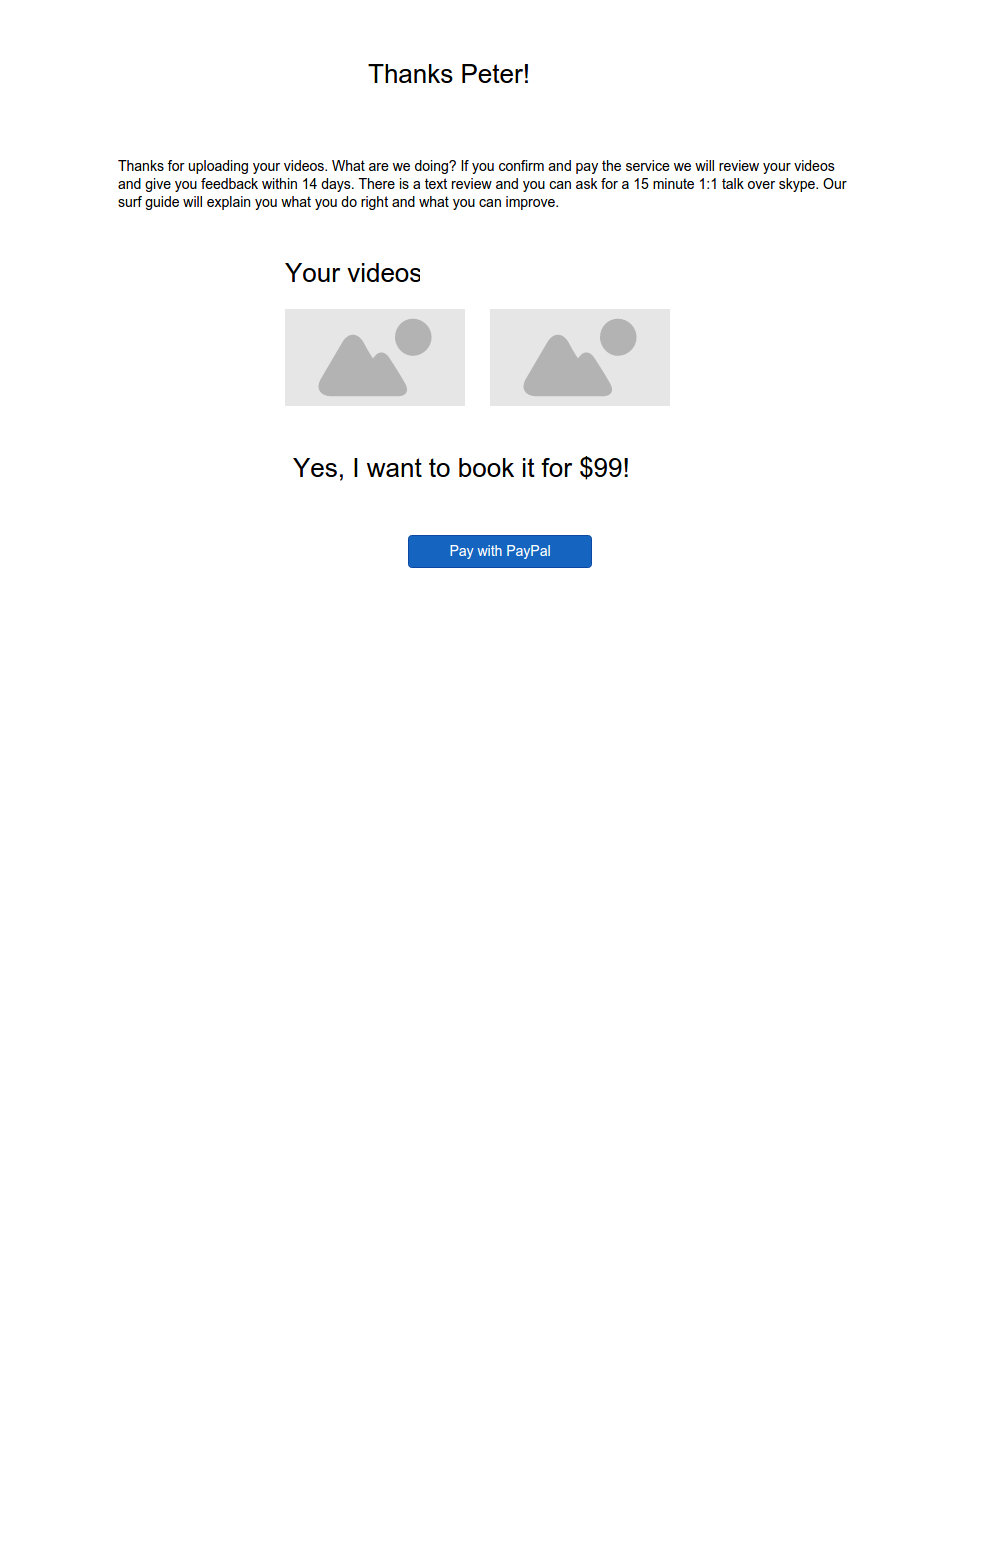 Thanks Peter!
Thanks for uploading your videos. What are we doing? If you confirm and pay the service we will review your videos
and give you feedback within 14 days. There is a text review and you can ask for a 15 minute 1:1 talk over skype. Our
surf guide will explain you what you do right and what you can improve.
Your videos
Yes, I want to book it for $99!
Pay with PayPal